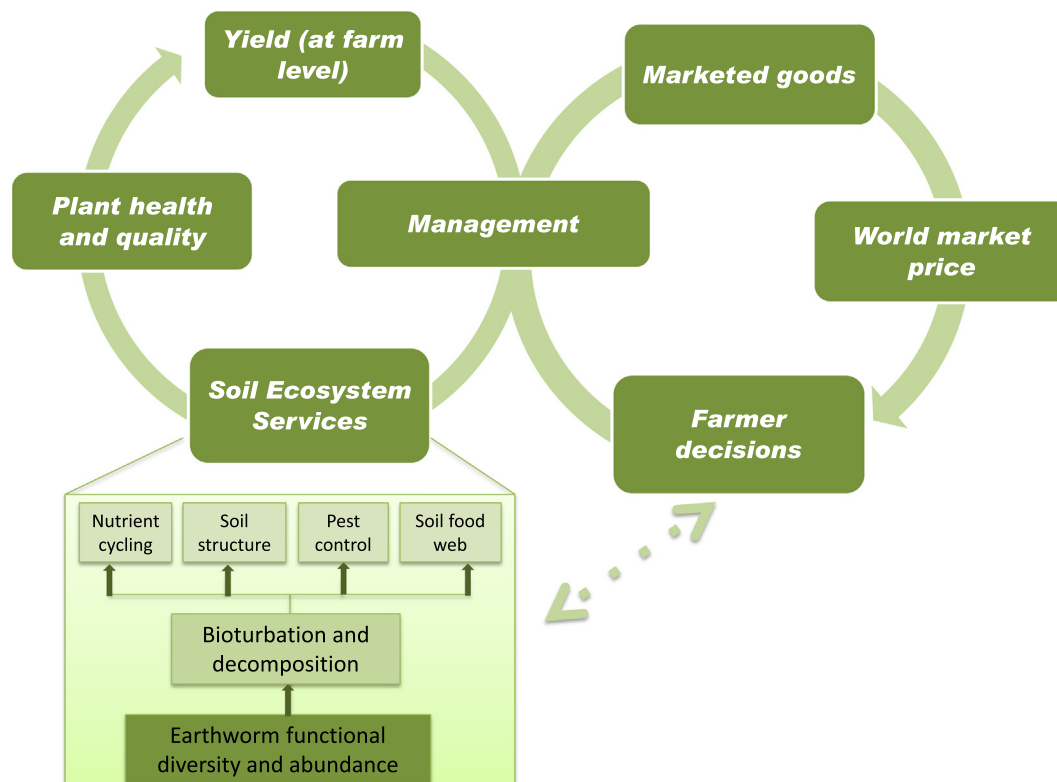 Yield (at farm
level)
Marketed goods
Plant health
and quality
Management
World market
price
Soil Ecosystem
Services
Farmer
decisions
Nutrient
cycling
Soil
structure
Pest
control
Soil food
web
Bioturbation and
decomposition
Earthworm functional
diversity and abundance